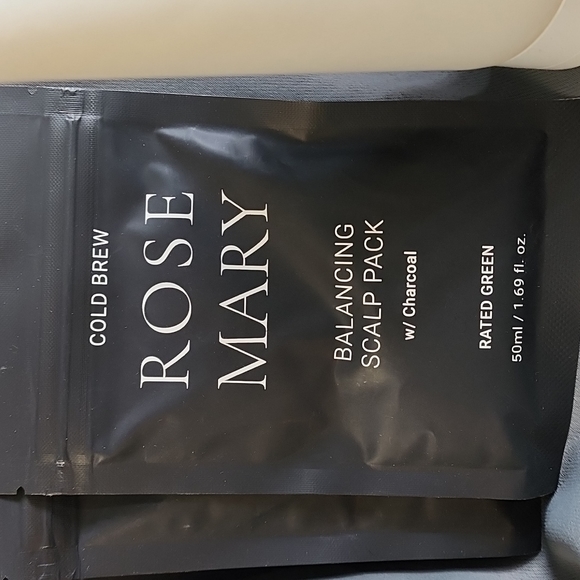 COLD BREW
ROSE
MARY
BALANCING
SCALP PACK
w/ Charcoal
RATED GREEN
50ml / 1.69 fl. oz.